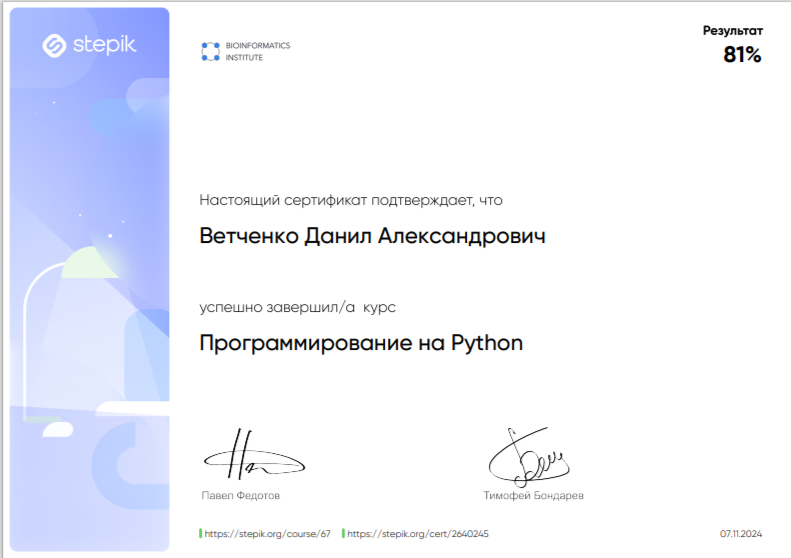 stepik
BIOINFORMATICS
INSTITUTE
Результат
81%
Настоящий сертификат подтверждает, что
Ветченко Данил Александрович
успешно завершил/а курс
Программирование на Python
Павел Федотов
Тимофей Бондарев
https://stepik.org/course/67
https://stepik.org/cert/2640245
07.11.2024